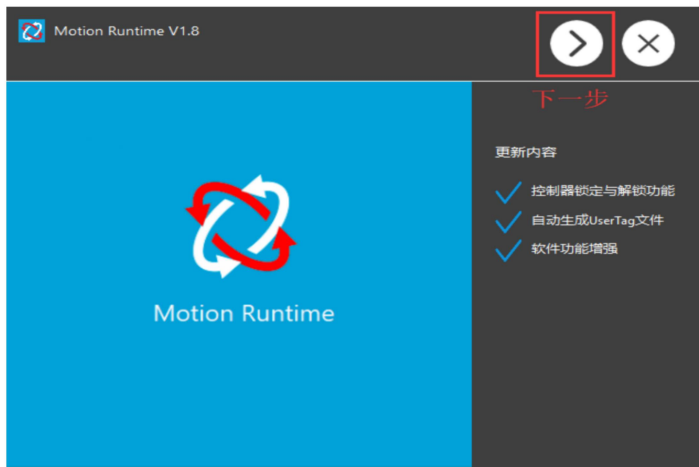 Motion Runtime V1.8
下一步
更新内容
控制器锁定与解锁功能
自动生成UserTag文件
软件功能增强
Motion Runtime